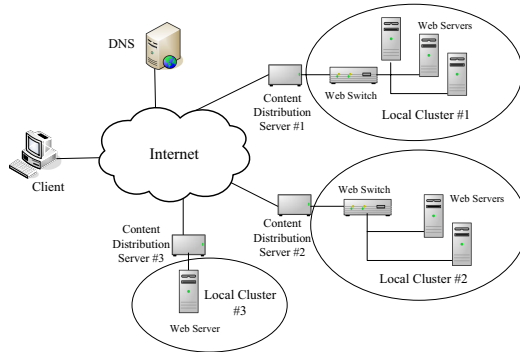 DNS
Web Servers
Content
Distribution
Server #1
Web Switch
Local Cluster #1
Internet
Client
Web Switch
Web Servers
Content
Distribution
Server #2
Local Cluster #2
Content
Distribution
Server #3
Local Cluster
#3
Web Server